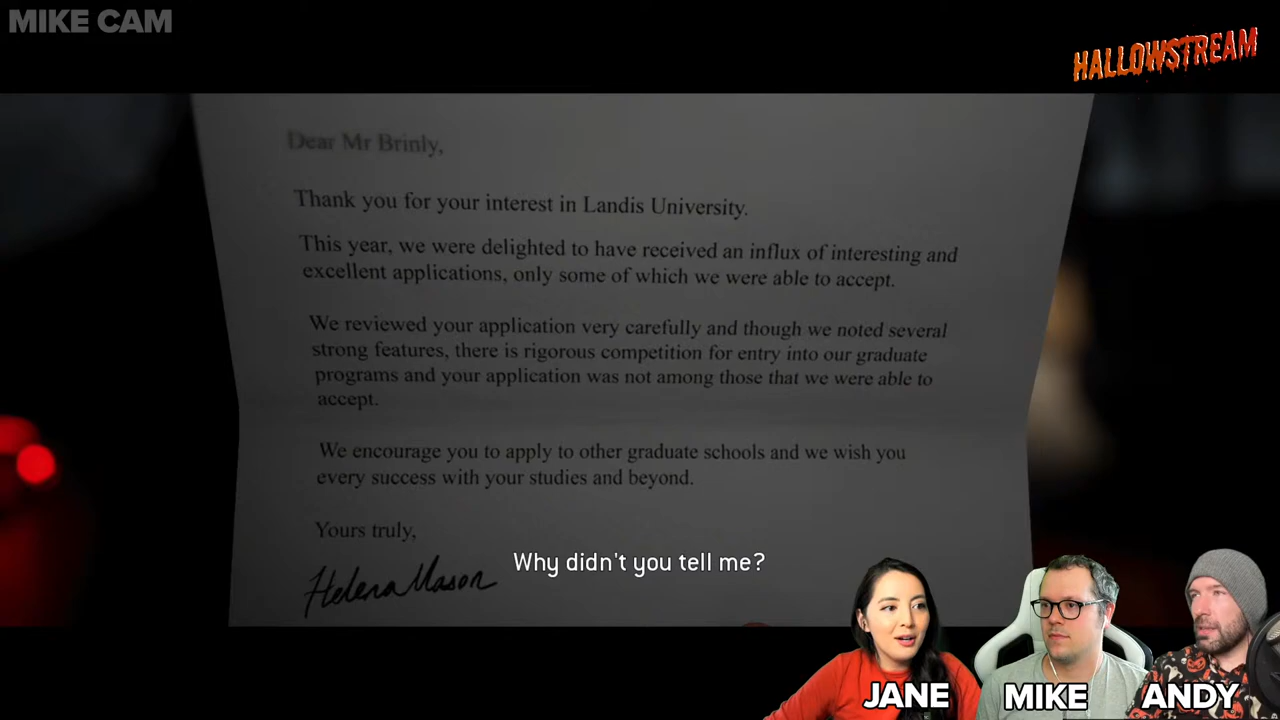 MIKE CAM
HALLOWSTREAM
Dear Mr Brinly,
Thank you for your interest in Landis University.
This year, we were delighted to have received an influx of interesting and
excellent applications, only some of which we were able to accept.
We reviewed your application very carefully and though we noted several
strong features, there is rigorous competition for entry into our graduate
programs and your application was not among those that we were able to
accept.
We encourage you to apply to other graduate schools and we wish you
every success with your studies and beyond.
Yours truly,
Helena Mason
Why didn't you tell me?
JANE
MIKE
ANDY